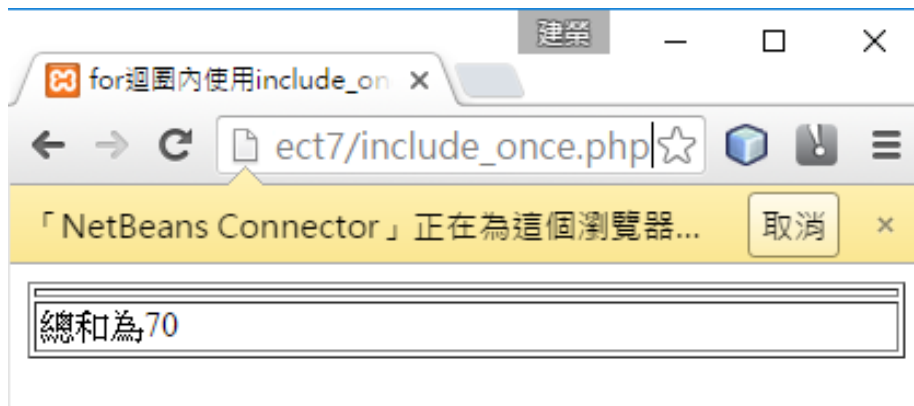 建榮
for迴圈內使用include_on
ect7/include_once.php
「NetBeans Connector」正在為這個瀏覽器... 取消
總和為70